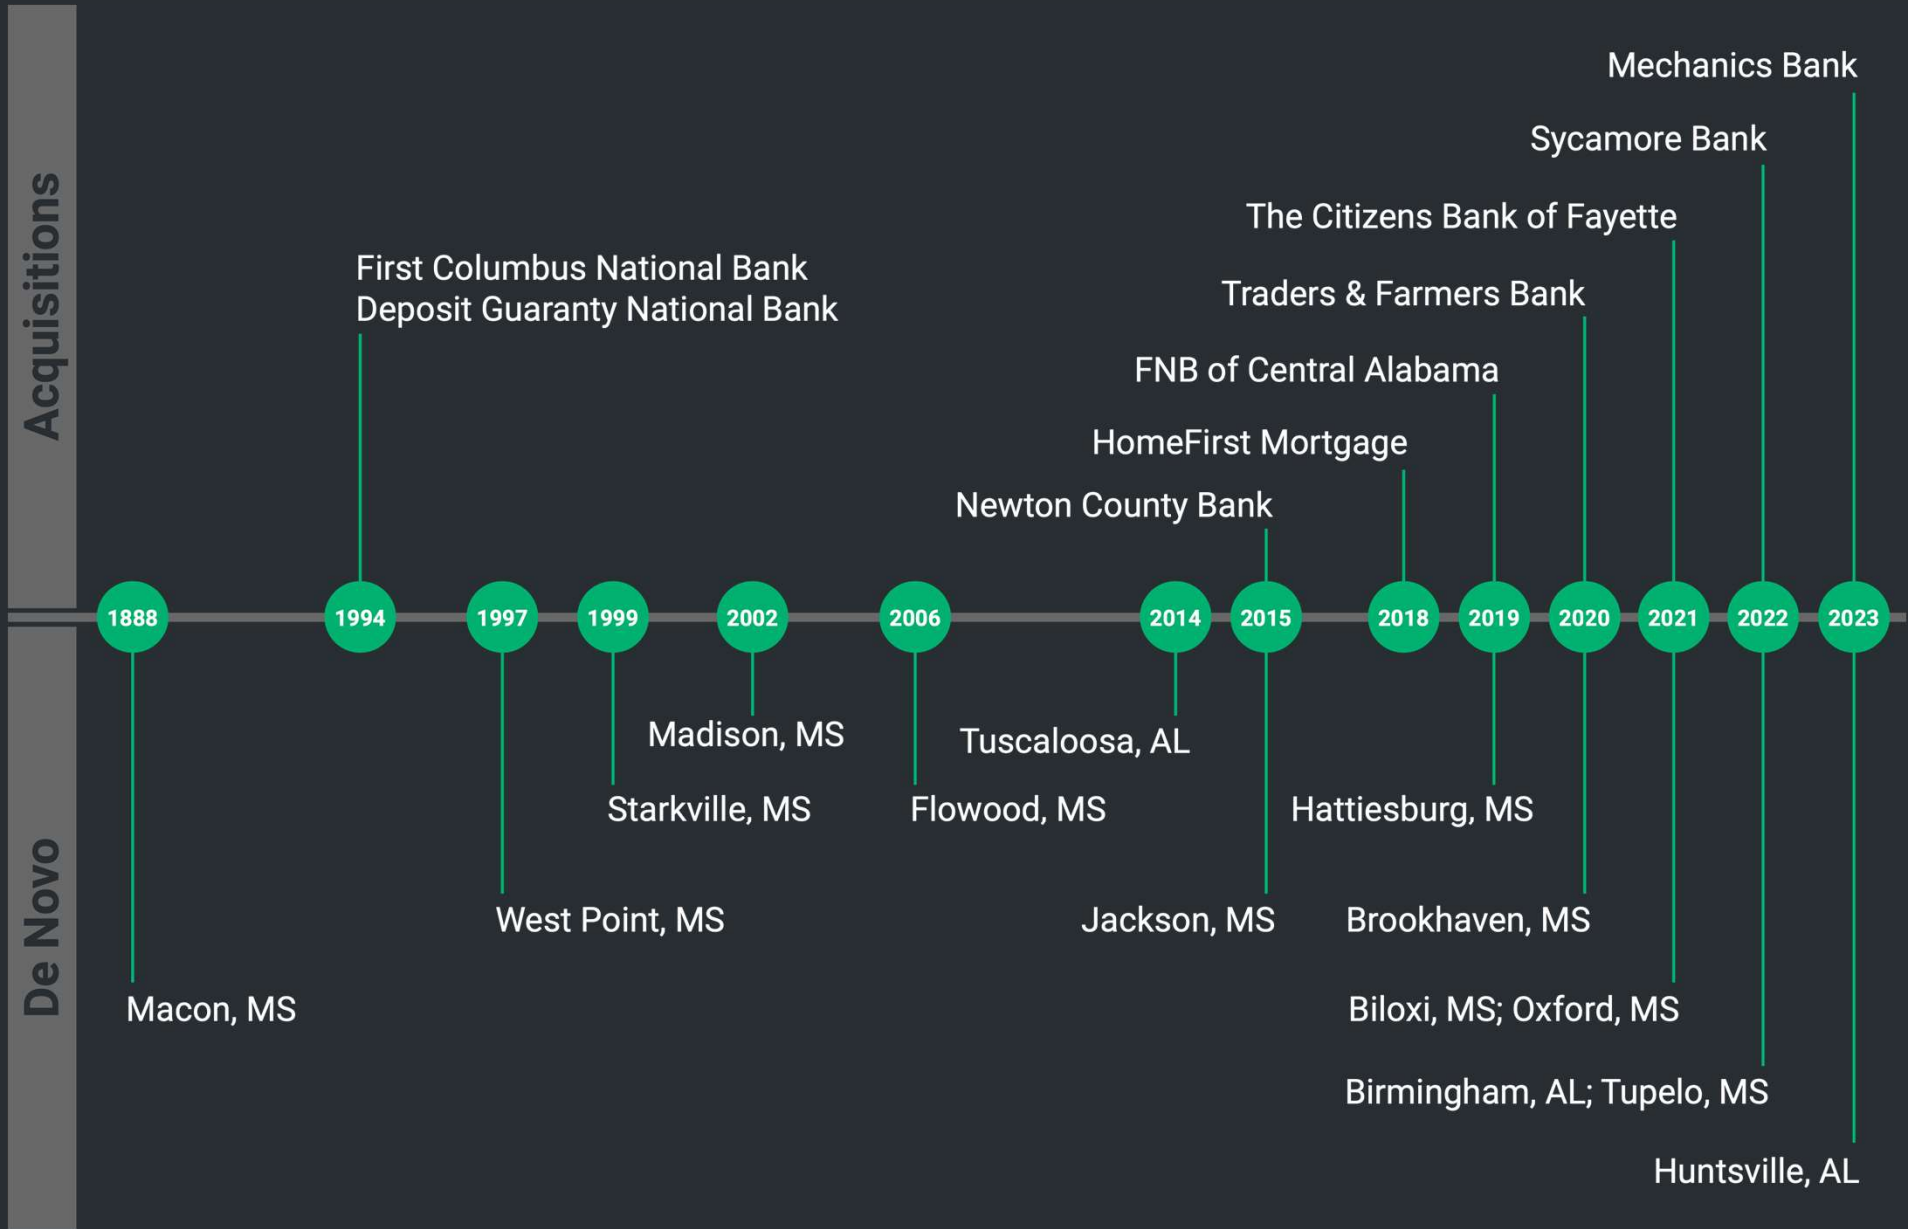 Acquisitions
Mechanics Bank
Sycamore Bank
The Citizens Bank of Fayette
First Columbus National Bank
Deposit Guaranty National Bank
Traders & Farmers Bank
FNB of Central Alabama
HomeFirst Mortgage
Newton County Bank
1888 1994 1997 1999 2002 2006 2014 2015 2018 2019 2020 2021 2022 2023
De Novo
Madison, MS
Tuscaloosa, AL
Starkville, MS
Flowood, MS
Hattiesburg, MS
West Point, MS
Jackson, MS
Brookhaven, MS
Macon, MS
Biloxi, MS; Oxford, MS
Birmingham, AL; Tupelo, MS
Huntsville, AL